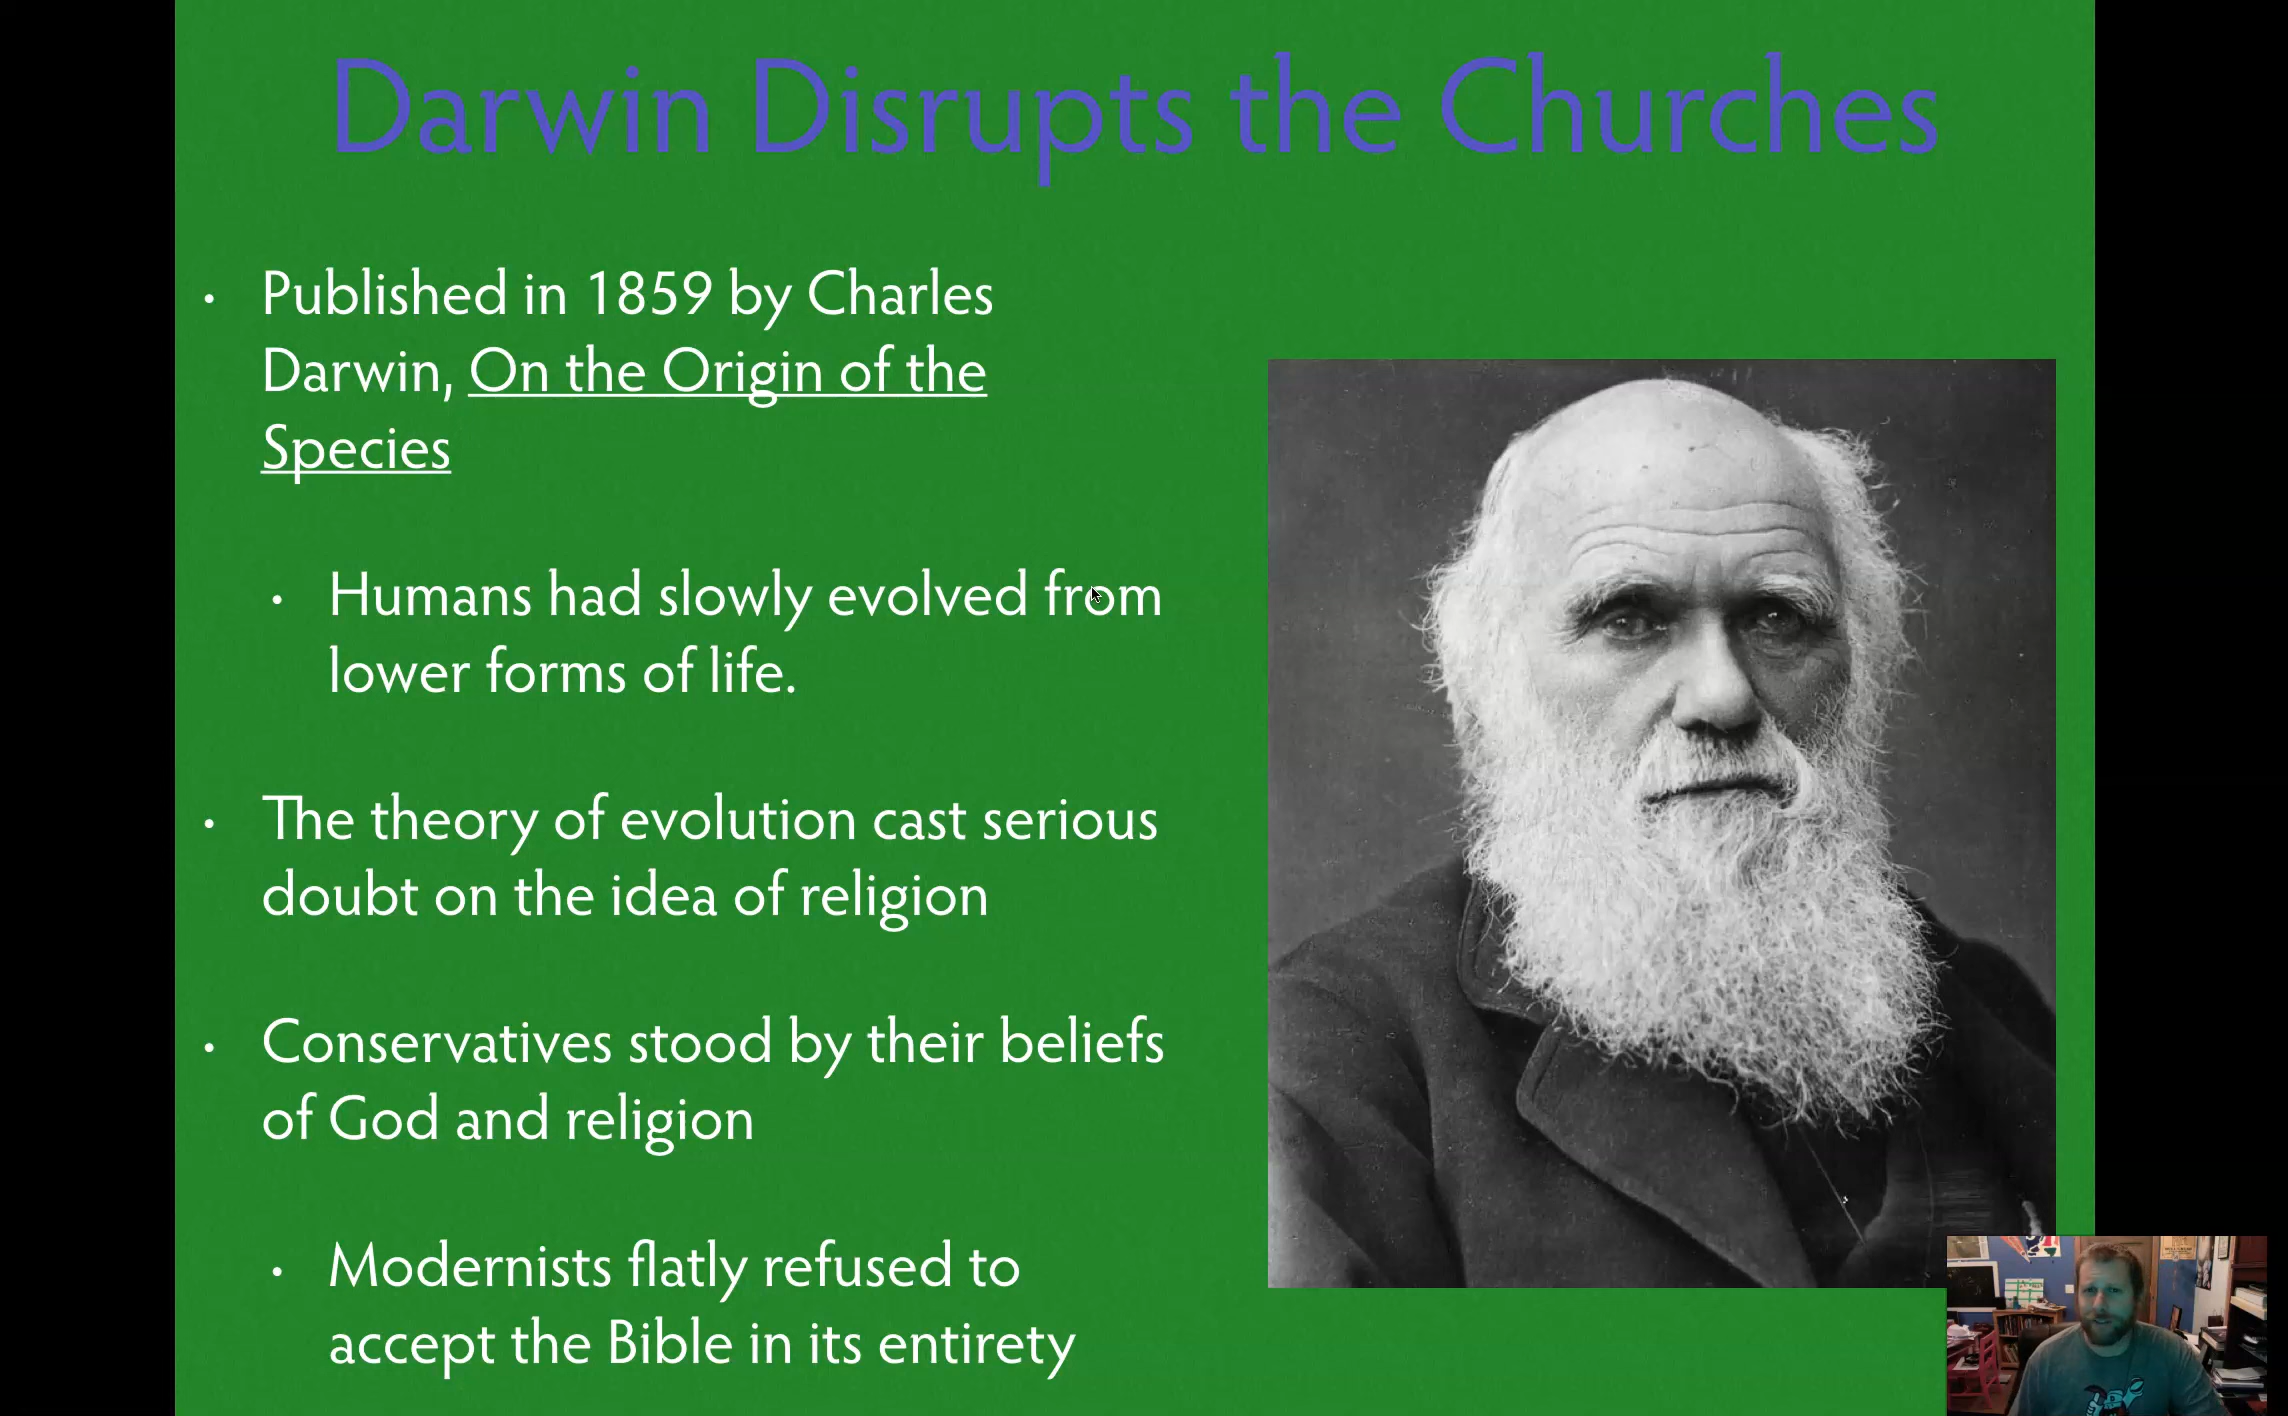 Darwin Disrupts the Churches
• Published in 1859 by Charles
Darwin, On the Origin of the
Species
• Humans had slowly evolved from
lower forms of life.
• The theory of evolution cast serious
doubt on the idea of religion
• Conservatives stood by their beliefs
of God and religion
• Modernists flatly refused to
accept the Bible in its entirety